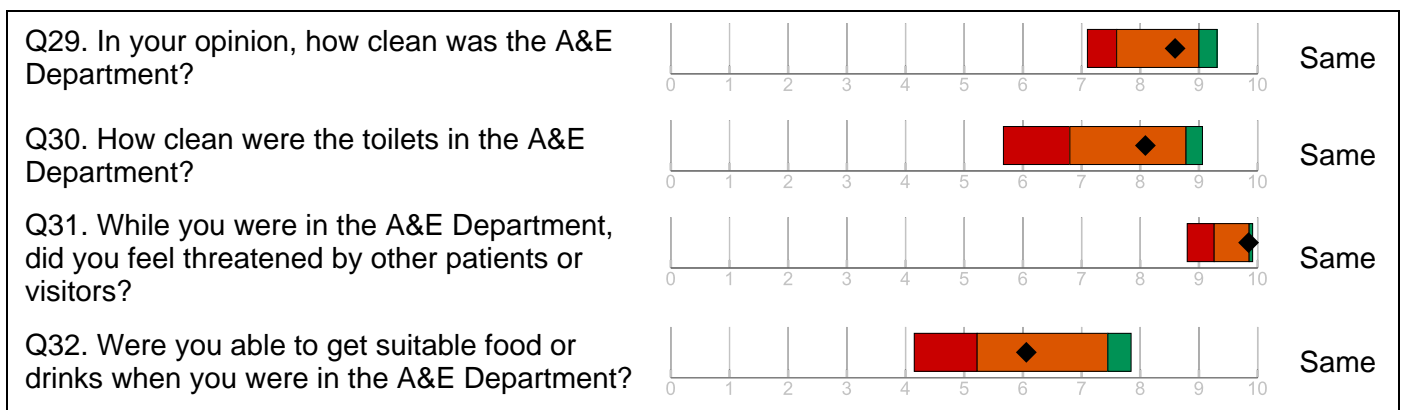 Q29. In your opinion, how clean was the A&E
Department?
Same
0 1 2 3 4 5 6 7 8 9 10
Q30. How clean were the toilets in the A&E
Department?
Same
0 1 2 3 4 5 6 7 8 9 10
Q31. While you were in the A&E Department,
did you feel threatened by other patients or
visitors?
Same
0 1 2 3 4 5 6 7 8 9 10
Q32. Were you able to get suitable food or
drinks when you were in the A&E Department?
Same
0 1 2 3 4 5 6 7 8 9 10